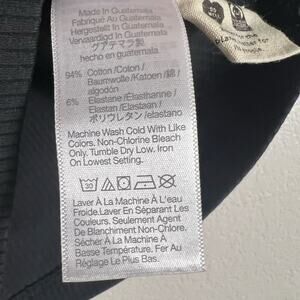 Made In Guatemala
Fabriqué Au Guatemala
Hergestellt In Guatemala
Vervaardigd In Guatemala
グアテマラ製
hecho en guatemala
94% Cotton/Coton/
Baumwolle/Katoen/綿/
algodón
6% Elastane/Élasthanne/
Elastan/Elastaan/
ポリウレタン/elastano
Machine Wash Cold With Like
Colors. Non-Chlorine Bleach
Only. Tumble Dry Low. Iron
On Lowest Setting.
30
Laver À La Machine À L'eau
Froide.Laver En Séparant Les
Couleurs. Seulement Agent
De Blanchiment Non-Chloré.
Sécher À La Machine À
Basse Température. Fer Au
Réglage Le Plus Bas.
for